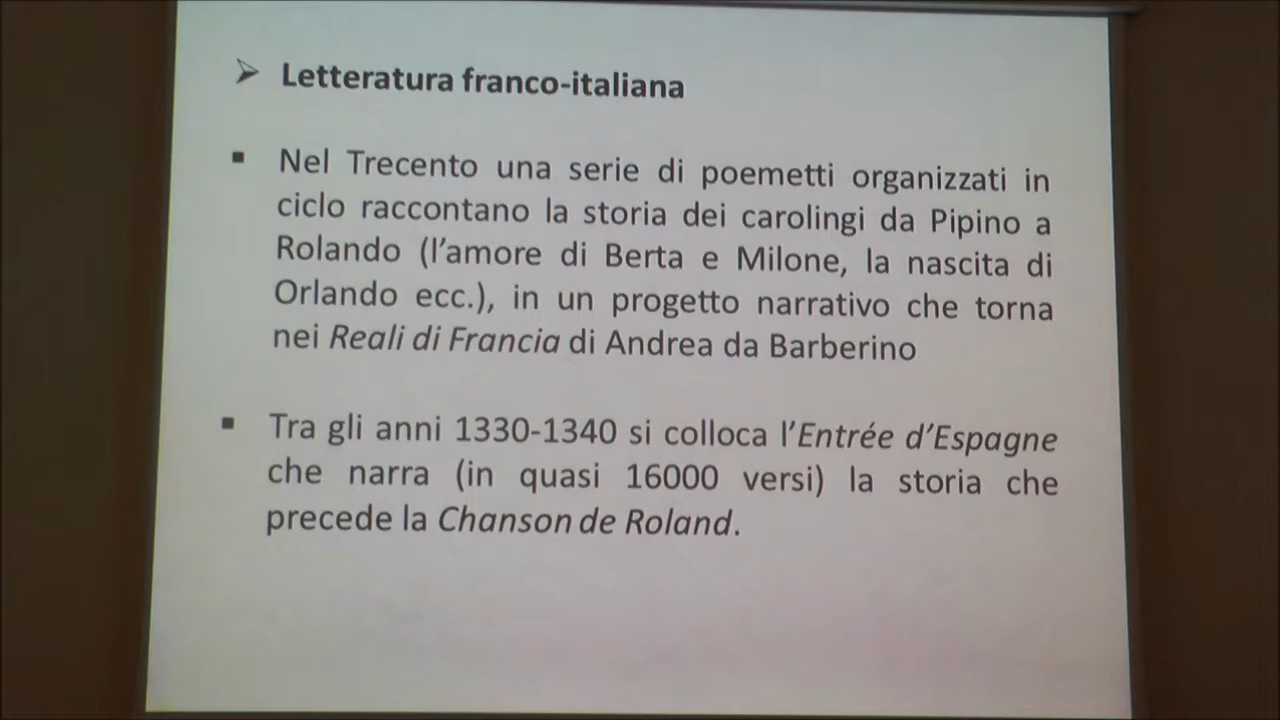 Letteratura franco-italiana
Nel Trecento una serie di poemetti organizzati in
ciclo raccontano la storia dei carolingi da Pipino a
Rolando (l'amore di Berta e Milone, la nascita di
Orlando ecc.), in un progetto narrativo che torna
nei Reali di Francia di Andrea da Barberino
Tra gli anni 1330-1340 si colloca l'Entrée d'Espagne
che narra (in quasi 16000 versi) la storia che
precede la Chanson de Roland.